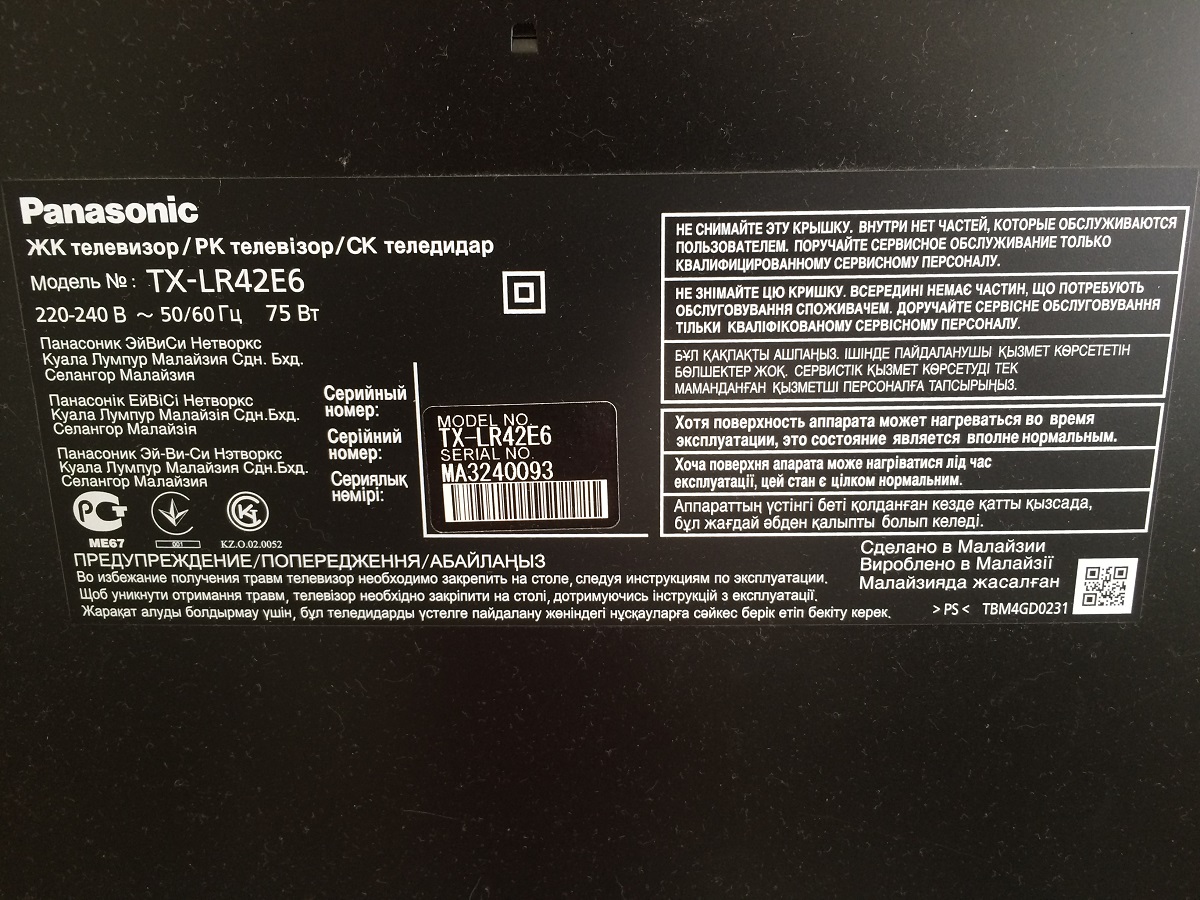 Panasonic
ЖК телевизор/РК телевізор/СК теледидар
Модель №: TX-LR42E6
220-240 В ~ 50/60 Гц 75 Вт
Панасоник ЭйВиСи Нетворкс
Куала Лумпур Малайзия Сдн. Бхд.
Селангор Малайзия
Панасонік ЕйВіСі Нетворкс
Куала Лумпур Малайзія Сдн.Бхд.
Селангор Малайзія
Панасоник Эй-Ви-Си Нэтворкс
Куала Лумпур Малайзия Сдн.Бхд.
Селангор Малайзия
Серийный
номер:
Серійний
номер:
Сериялық
нөмірі:
MODEL NO.
TX-LR42E6
SERIAL NO.
MA3240093
РСТ
ME67
001
KZ.O.02.0052
НЕ СНИМАЙТЕ ЭТУ КРЫШКУ. ВНУТРИ НЕТ ЧАСТЕЙ, КОТОРЫЕ ОБСЛУЖИВАЮТСЯ
ПОЛЬЗОВАТЕЛЕМ. ПОРУЧАЙТЕ СЕРВИСНОЕ ОБСЛУЖИВАНИЕ ТОЛЬКО
КВАЛИФИЦИРОВАННОМУ СЕРВИСНОМУ ПЕРСОНАЛУ.
НЕ ЗНІМАЙТЕ ЦЮ КРИШКУ. ВСЕРЕДИНІ НЕМАЄ ЧАСТИН, ЩО ПОТРЕБУЮТЬ
ОБСЛУГОВУВАННЯ СПОЖИВАЧЕМ. ДОРУЧАЙТЕ СЕРВІСНЕ ОБСЛУГОВУВАННЯ
ТІЛЬКИ КВАЛІФІКОВАНОМУ СЕРВІСНОМУ ПЕРСОНАЛУ.
БҰЛ ҚАҚПАҚТЫ АШПАҢЫЗ. ІШІНДЕ ПАЙДАЛАНУШЫ ҚЫЗМЕТ КӨРСЕТЕТІН
БӨЛШЕКТЕР ЖОҚ. СЕРВИСТІК ҚЫЗМЕТ КӨРСЕТУДІ ТЕК
МАМАНДАНҒАН ҚЫЗМЕТШІ ПЕРСОНАЛҒА ТАПСЫРЫҢЫЗ.
Хотя поверхность аппарата может нагреваться во время
эксплуатации, это состояние является вполне нормальным.
Хоча поверхня апарата може нагріватися лід час
експлуатації, цей стан є цілком нормальним.
Аппараттың үстінгі беті қолданған кезде қатты қызсада,
бұл жағдай әбден қалыпты болып келеді.
ПРЕДУПРЕЖДЕНИЕ/ПОПЕРЕДЖЕННЯ/АБАЙЛАҢЫЗ
Во избежание получения травм телевизор необходимо закрепить на столе, следуя инструкциям по эксплуатации.
Щоб уникнути отримання травм, телевізор необхідно закріпити на столі, дотримуючись інструкцій з експлуатації.
Жарақат алуды болдырмау үшін, бұл теледидарды үстелге пайдалану жөніндегі нұсқауларға сәйкес берік етіп бекіту керек.
Сделано в Малайзии
Вироблено в Малайзії
Малайзияда жасалған
>PS< TBM4GD0231